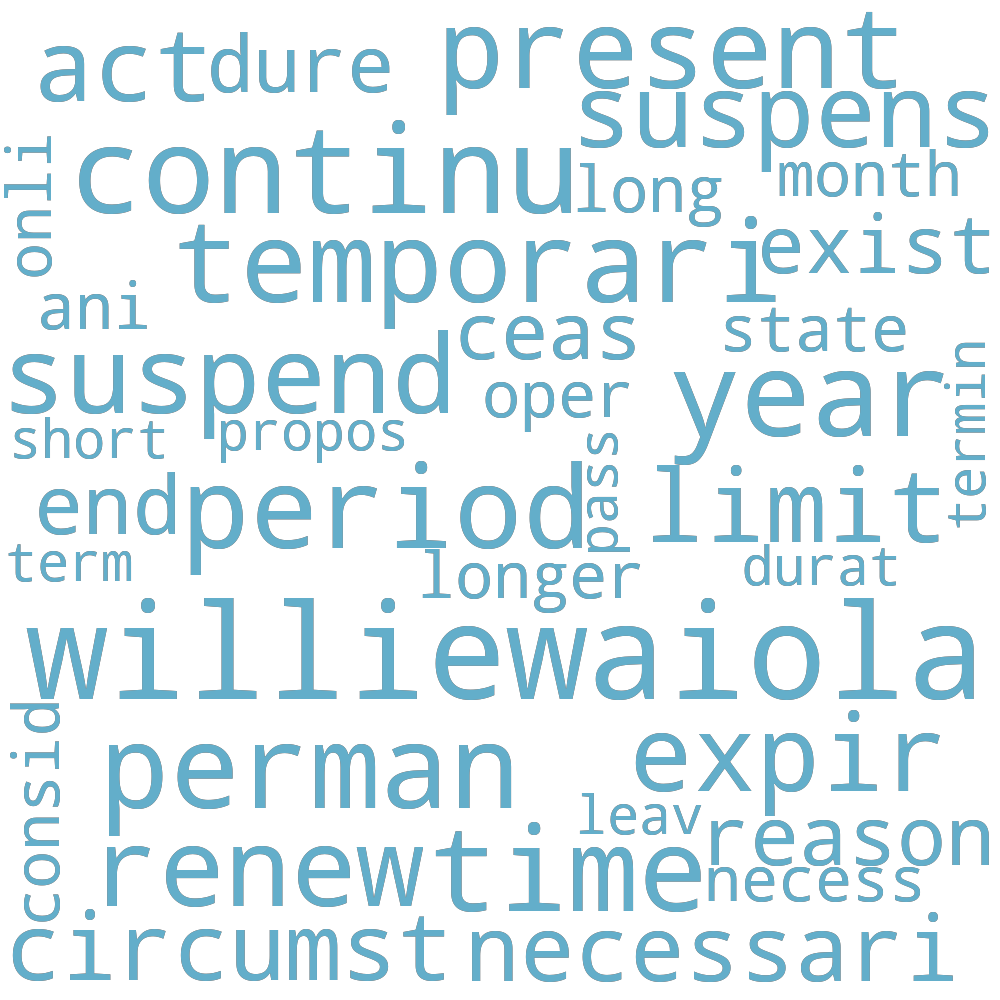 act dure present
suspens
onli continu long month
temporari exist
ani ceas state
suspend oper year termin
short propos pass
end period limit
term longer durat
williewaiola
consid perman expir
leav reason
renew time necess
circumst necessari